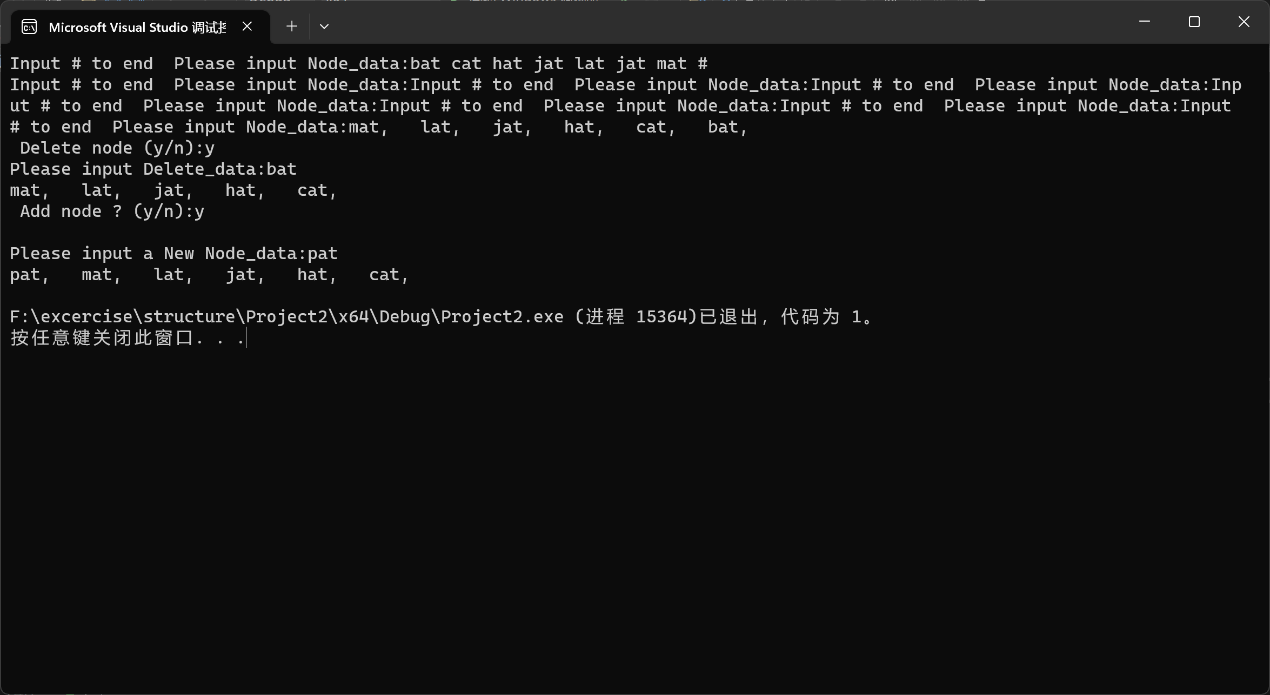 Microsoft Visual Studio 调试控
Input # to end  Please input Node_data:bat cat hat jat lat jat mat #
Input # to end  Please input Node_data:Input # to end  Please input Node_data:Input # to end  Please input Node_data:Inp
ut # to end  Please input Node_data:Input # to end  Please input Node_data:Input # to end  Please input Node_data:Input
# to end  Please input Node_data:mat,   lat,   jat,   hat,   cat,   bat,
 Delete node (y/n):y
Please input Delete_data:bat
mat,   lat,   jat,   hat,   cat,
 Add node ? (y/n):y
Please input a New Node_data:pat
pat,   mat,   lat,   jat,   hat,   cat,
F:\excercise\structure\Project2\x64\Debug\Project2.exe (进程 15364)已退出，代码为 1。
按任意键关闭此窗口. . .